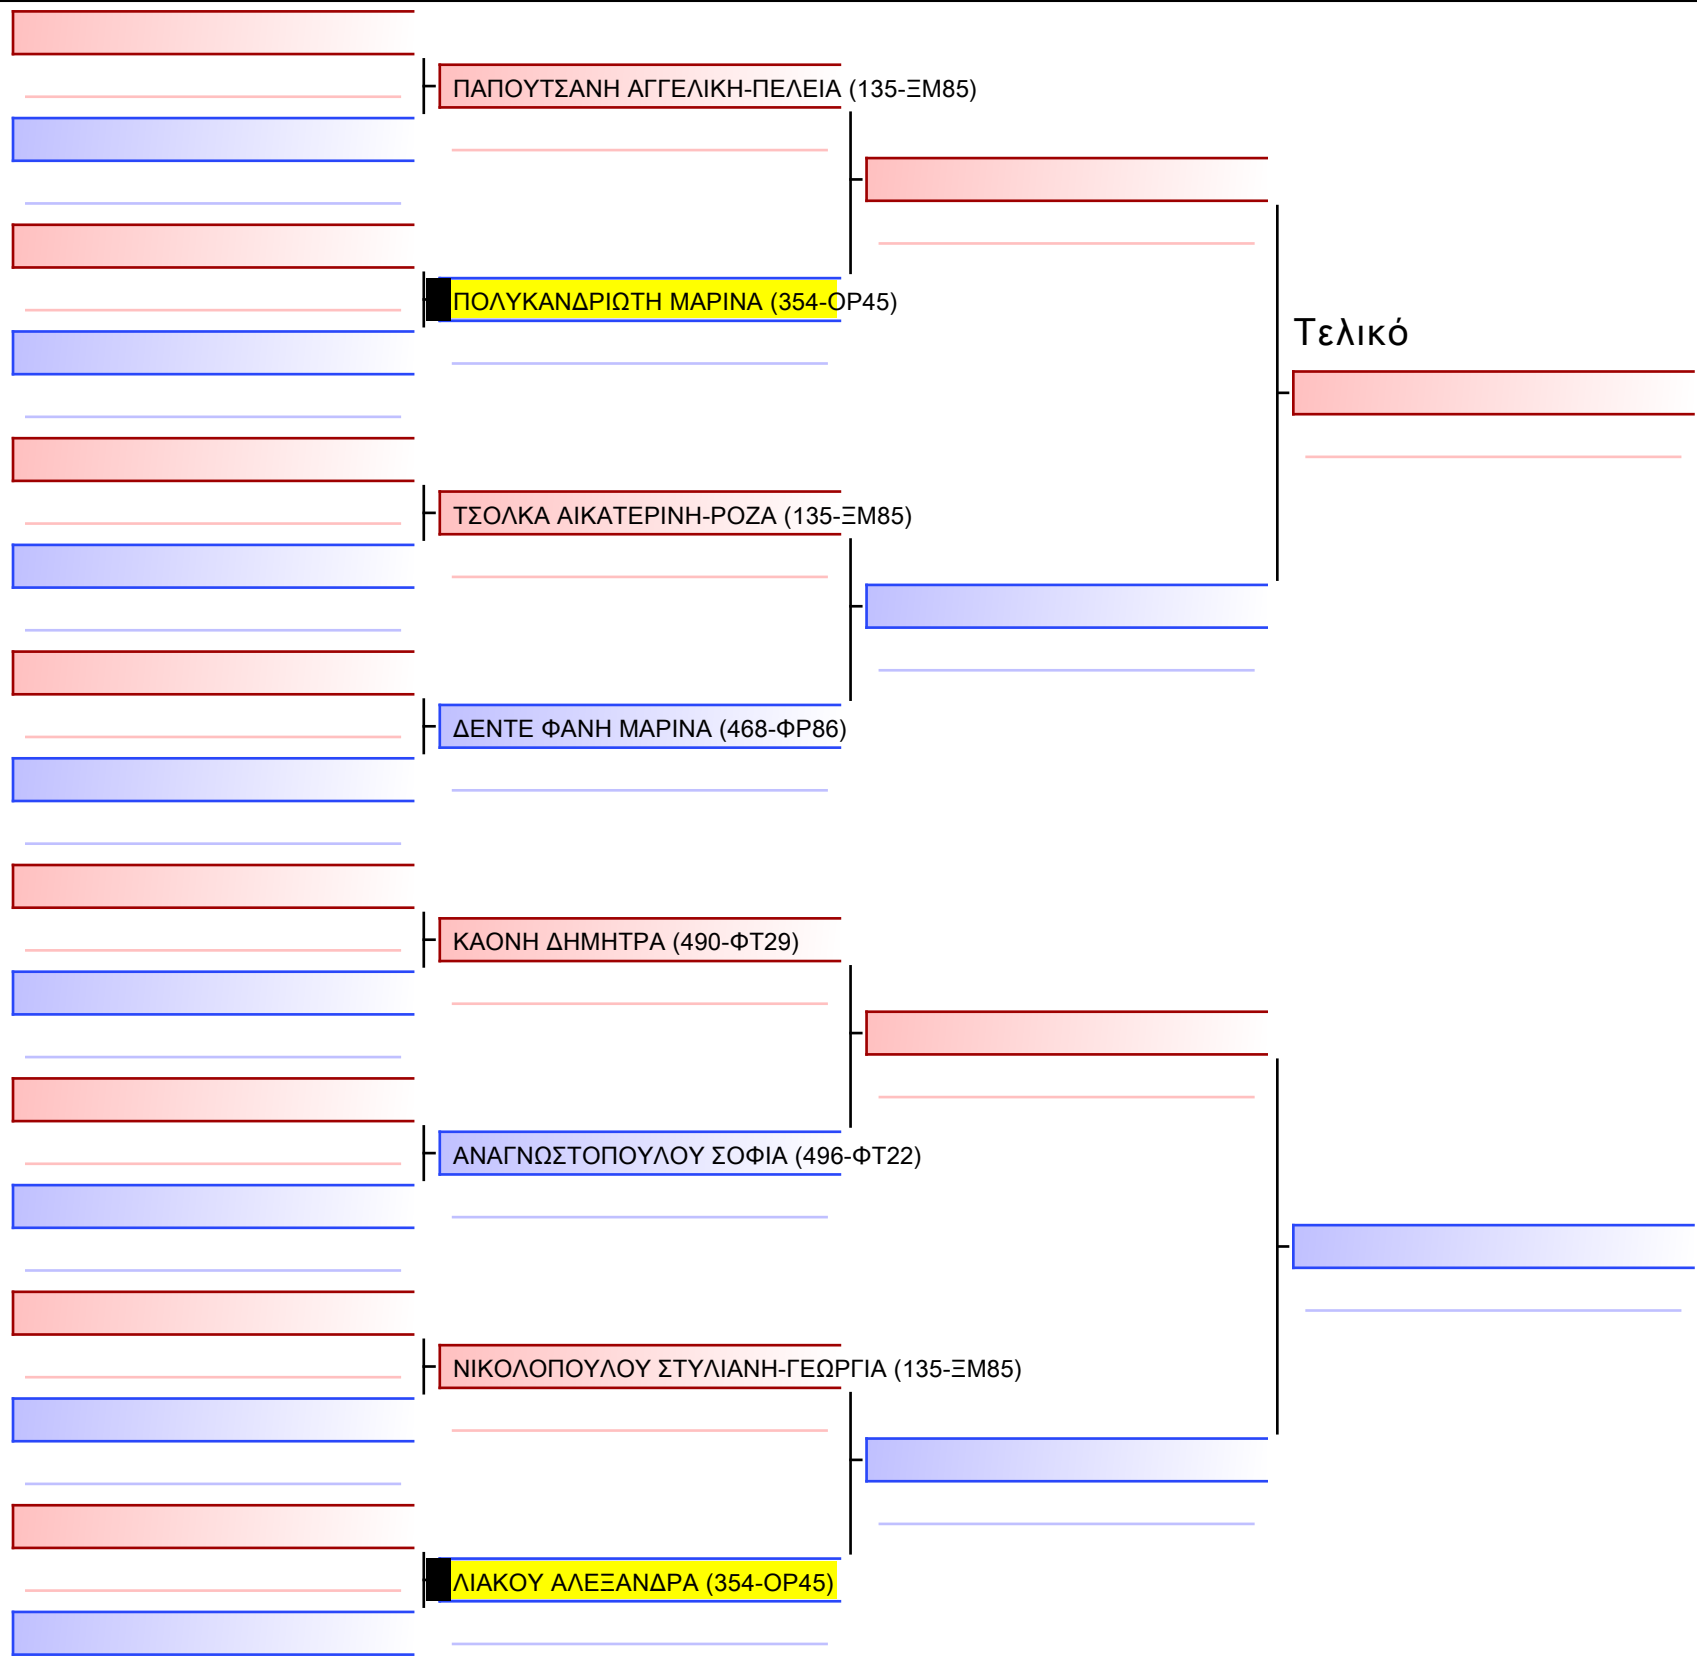 ΠΑΠΟΥΤΣΑΝΗ ΑΓΓΕΛΙΚΗ-ΠΕΛΕΙΑ (135-ΞΜ85)
ΠΟΛΥΚΑΝΔΡΙΩΤΗ ΜΑΡΙΝΑ (354-ΟΡ45)
Τελικό
ΤΣΟΛΚΑ ΑΙΚΑΤΕΡΙΝΗ-ΡΟΖΑ (135-ΞΜ85)
ΔΕΝΤΕ ΦΑΝΗ ΜΑΡΙΝΑ (468-ΦΡ86)
ΚΑΟΝΗ ΔΗΜΗΤΡΑ (490-ΦΤ29)
ΑΝΑΓΝΩΣΤΟΠΟΥΛΟΥ ΣΟΦΙΑ (496-ΦΤ22)
ΝΙΚΟΛΟΠΟΥΛΟΥ ΣΤΥΛΙΑΝΗ-ΓΕΩΡΓΙΑ (135-ΞΜ85)
ΛΙΑΚΟΥ ΑΛΕΞΑΝΔΡΑ (354-ΟΡ45)